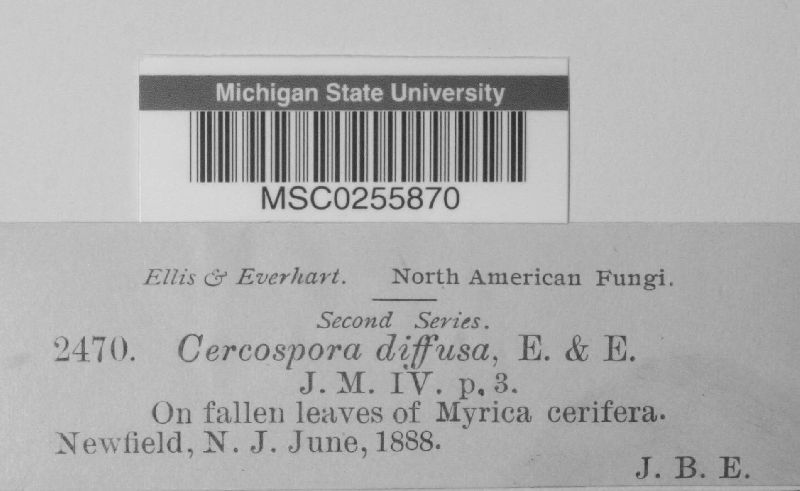 Michigan State University
MSC0255870
Ellis & Everhart. North American Fungi.
Second Series.
2470. Cercospora diffusa, E. & E.
J. M. IV. p. 3.
On fallen leaves of Myrica cerifera.
Newfield, N. J. June, 1888.
J. B. E.